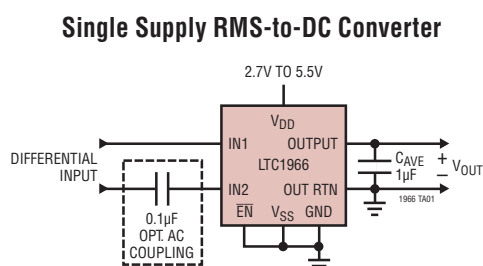 Single Supply RMS-to-DC Converter
2.7V TO 5.5V
VDD
IN1
OUTPUT
DIFFERENTIAL
INPUT
LTC1966
CAVE
1µF
+
–
VOUT
IN2
OUT RTN
1966 TA01
0.1µF
OPT. AC
COUPLING
EN VSS GND